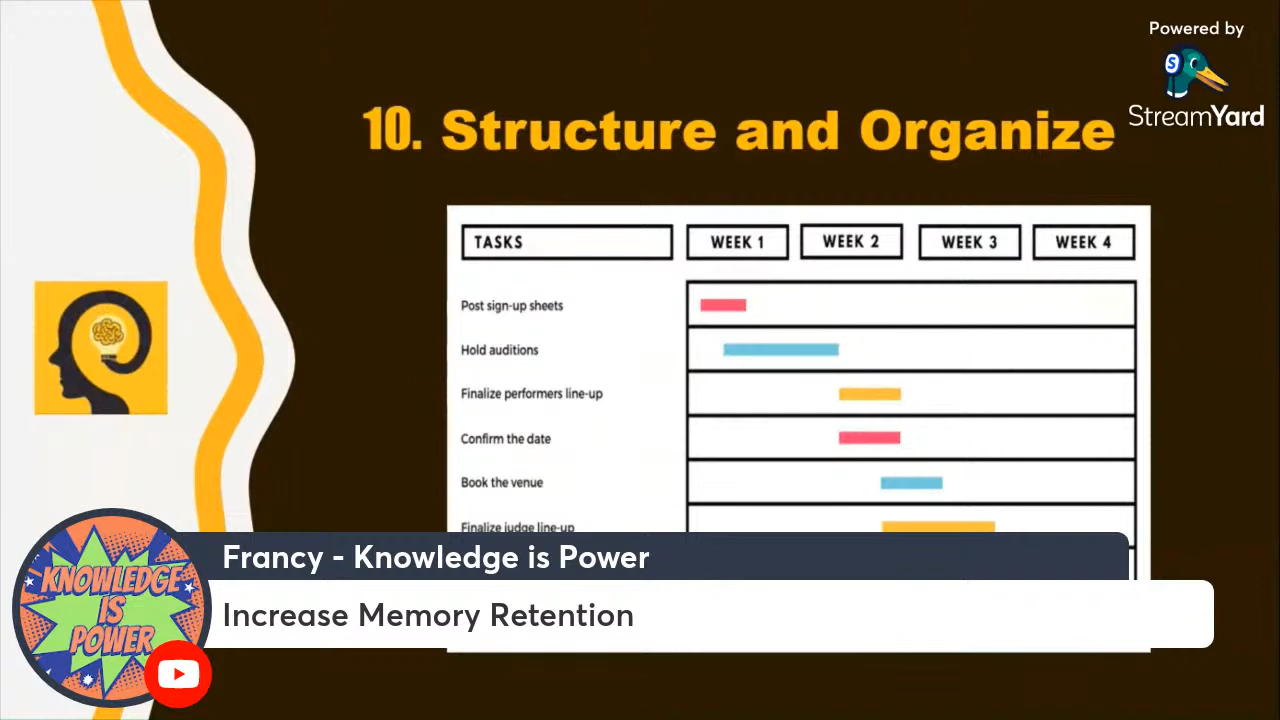 Powered by
S
StreamYard
10. Structure and Organize
TASKS WEEK 1 WEEK 2 WEEK 3 WEEK 4
Post sign-up sheets
Hold auditions
Finalize performers line-up
Confirm the date
Book the venue
Finalize judge line-up
Francy - Knowledge is Power
Increase Memory Retention
KNOWLEDGE
IS
POWER